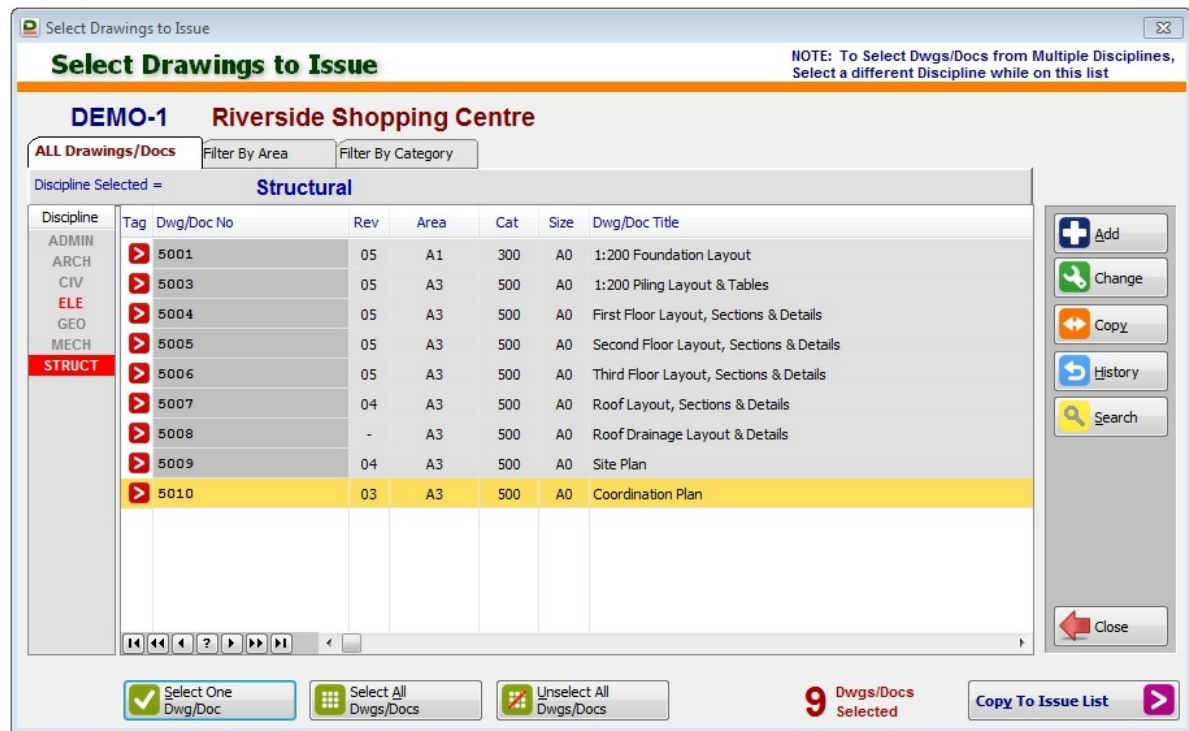 Select Drawings to Issue
Select Drawings to Issue
NOTE: To Select Dwgs/Docs from Multiple Disciplines,
Select a different Discipline while on this list
DEMO-1 Riverside Shopping Centre
ALL Drawings/Docs Filter By Area Filter By Category
Discipline Selected = Structural
Discipline
ADMIN
ARCH
CIV
ELE
GEO
MECH
STRUCT
Tag Dwg/Doc No Rev Area Cat Size Dwg/Doc Title
5001 05 A1 300 A0 1:200 Foundation Layout
5003 05 A3 500 A0 1:200 Piling Layout & Tables
5004 05 A3 500 A0 First Floor Layout, Sections & Details
5005 05 A3 500 A0 Second Floor Layout, Sections & Details
5006 05 A3 500 A0 Third Floor Layout, Sections & Details
5007 04 A3 500 A0 Roof Layout, Sections & Details
5008 - A3 500 A0 Roof Drainage Layout & Details
5009 04 A3 500 A0 Site Plan
5010 03 A3 500 A0 Coordination Plan
Add
Change
Copy
History
Search
Close
?
Select One
Dwg/Doc
Select All
Dwgs/Docs
Unselect All
Dwgs/Docs
9 Dwgs/Docs
Selected
Copy To Issue List